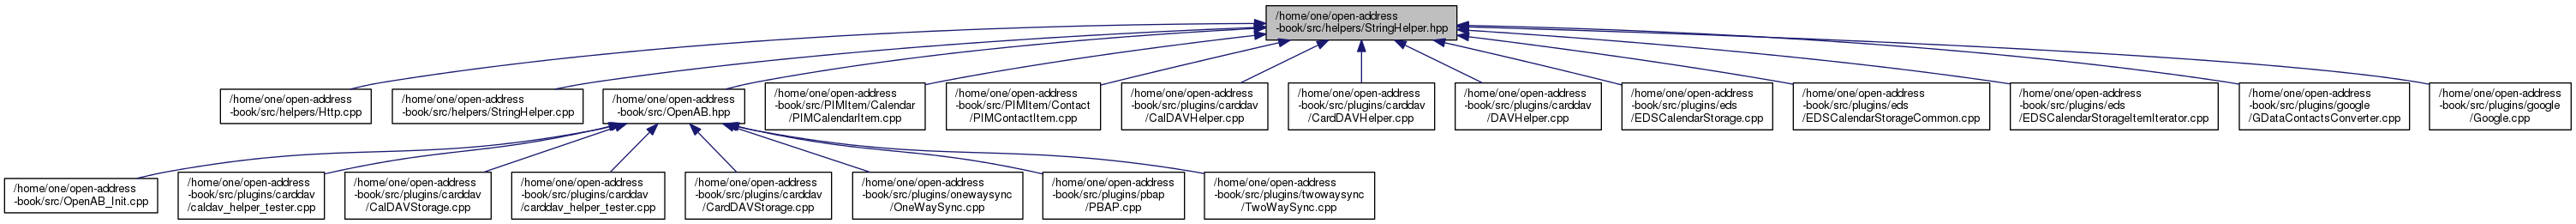 /home/one/open-address
-book/src/helpers/StringHelper.hpp
/home/one/open-address
-book/src/helpers/Http.cpp
/home/one/open-address
-book/src/helpers/StringHelper.cpp
/home/one/open-address
-book/src/OpenAB.hpp
/home/one/open-address
-book/src/PIMItem/Calendar
/PIMCalendarItem.cpp
/home/one/open-address
-book/src/PIMItem/Contact
/PIMContactItem.cpp
/home/one/open-address
-book/src/plugins/carddav
/CalDAVHelper.cpp
/home/one/open-address
-book/src/plugins/carddav
/CardDAVHelper.cpp
/home/one/open-address
-book/src/plugins/carddav
/DAVHelper.cpp
/home/one/open-address
-book/src/plugins/eds
/EDSCalendarStorage.cpp
/home/one/open-address
-book/src/plugins/eds
/EDSCalendarStorageCommon.cpp
/home/one/open-address
-book/src/plugins/eds
/EDSCalendarStorageItemIterator.cpp
/home/one/open-address
-book/src/plugins/google
/GDataContactsConverter.cpp
/home/one/open-address
-book/src/plugins/google
/Google.cpp
/home/one/open-address
-book/src/OpenAB_Init.cpp
/home/one/open-address
-book/src/plugins/carddav
/caldav_helper_tester.cpp
/home/one/open-address
-book/src/plugins/carddav
/CalDAVStorage.cpp
/home/one/open-address
-book/src/plugins/carddav
/carddav_helper_tester.cpp
/home/one/open-address
-book/src/plugins/carddav
/CardDAVStorage.cpp
/home/one/open-address
-book/src/plugins/onewaysync
/OneWaySync.cpp
/home/one/open-address
-book/src/plugins/pbap
/PBAP.cpp
/home/one/open-address
-book/src/plugins/twowaysync
/TwoWaySync.cpp